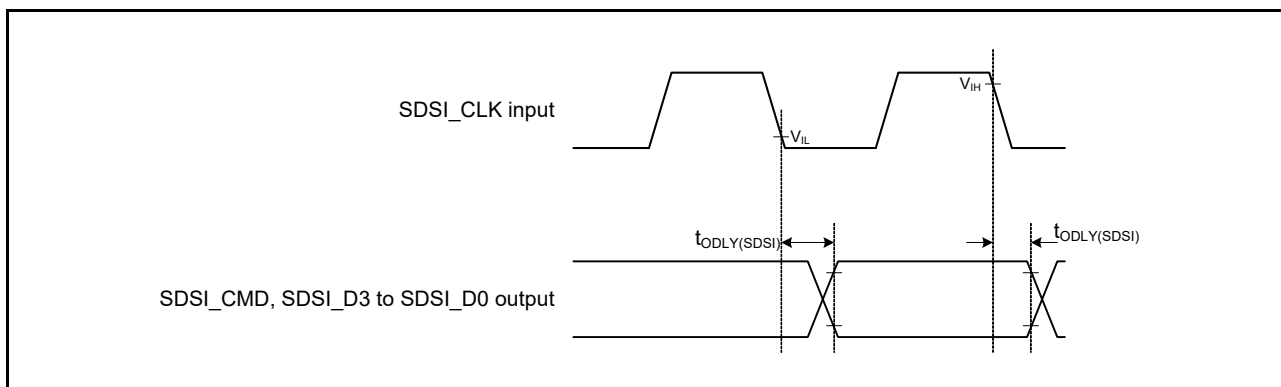 SDSI_CLK input
VIH
VIL
tODLY(SDSI)
tODLY(SDSI)
SDSI_CMD, SDSI_D3 to SDSI_D0 output